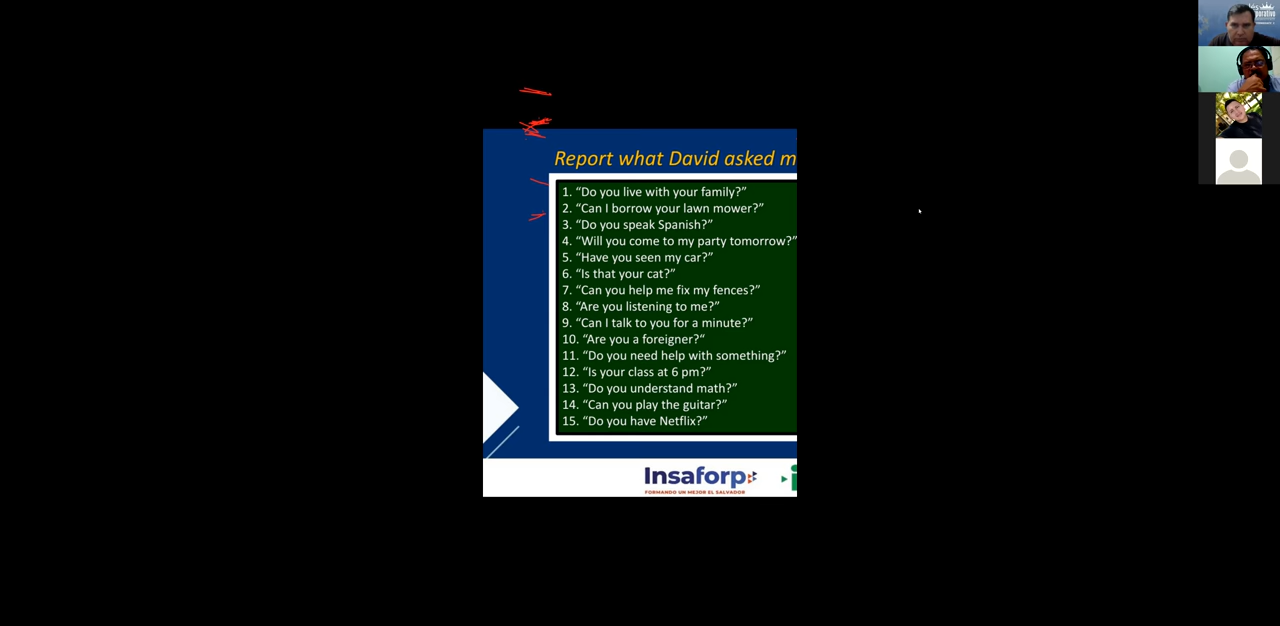 Report what David asked m
1. “Do you live with your family?”
2. “Can I borrow your lawn mower?”
3. “Do you speak Spanish?”
4. “Will you come to my party tomorrow?”
5. “Have you seen my car?”
6. “Is that your cat?”
7. “Can you help me fix my fences?”
8. “Are you listening to me?”
9. “Can I talk to you for a minute?”
10. “Are you a foreigner?“
11. “Do you need help with something?”
12. “Is your class at 6 pm?”
13. “Do you understand math?”
14. “Can you play the guitar?”
15. “Do you have Netflix?”
Insaforp
FORMANDO UN MEJOR EL SALVADOR